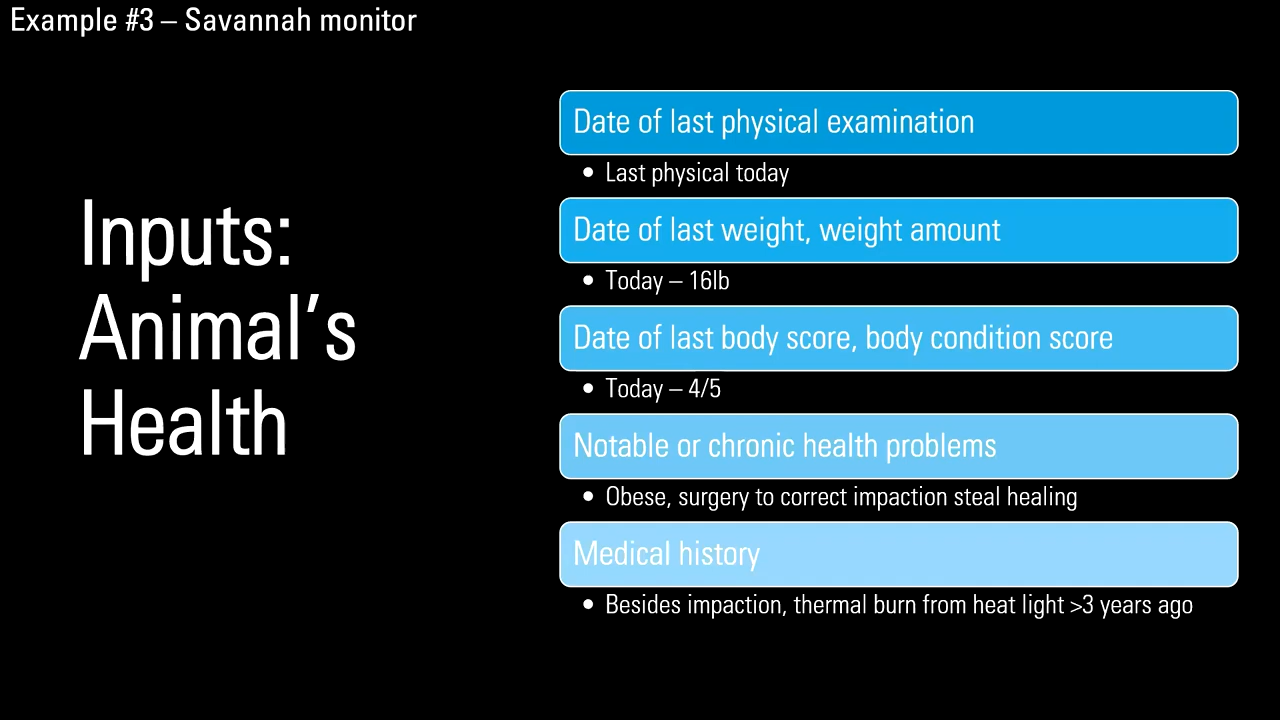 Example #3 – Savannah monitor
Inputs:
Animal’s
Health
Date of last physical examination
• Last physical today
Date of last weight, weight amount
• Today – 16lb
Date of last body score, body condition score
• Today – 4/5
Notable or chronic health problems
• Obese, surgery to correct impaction steal healing
Medical history
• Besides impaction, thermal burn from heat light >3 years ago